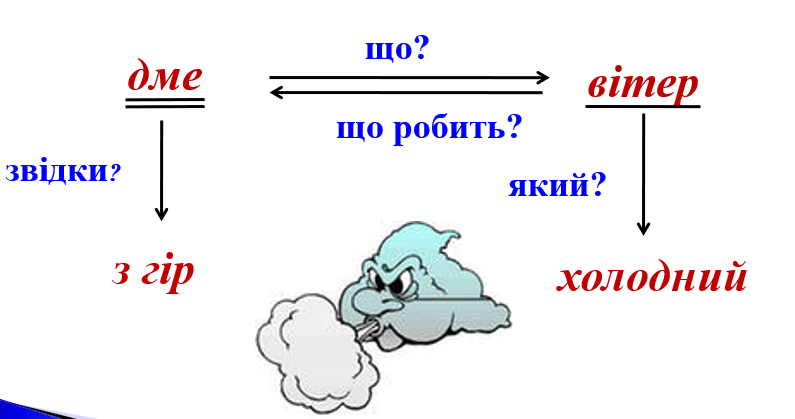 що?
дме
вітер
що робить?
звідки?
який?
з гір
холодний